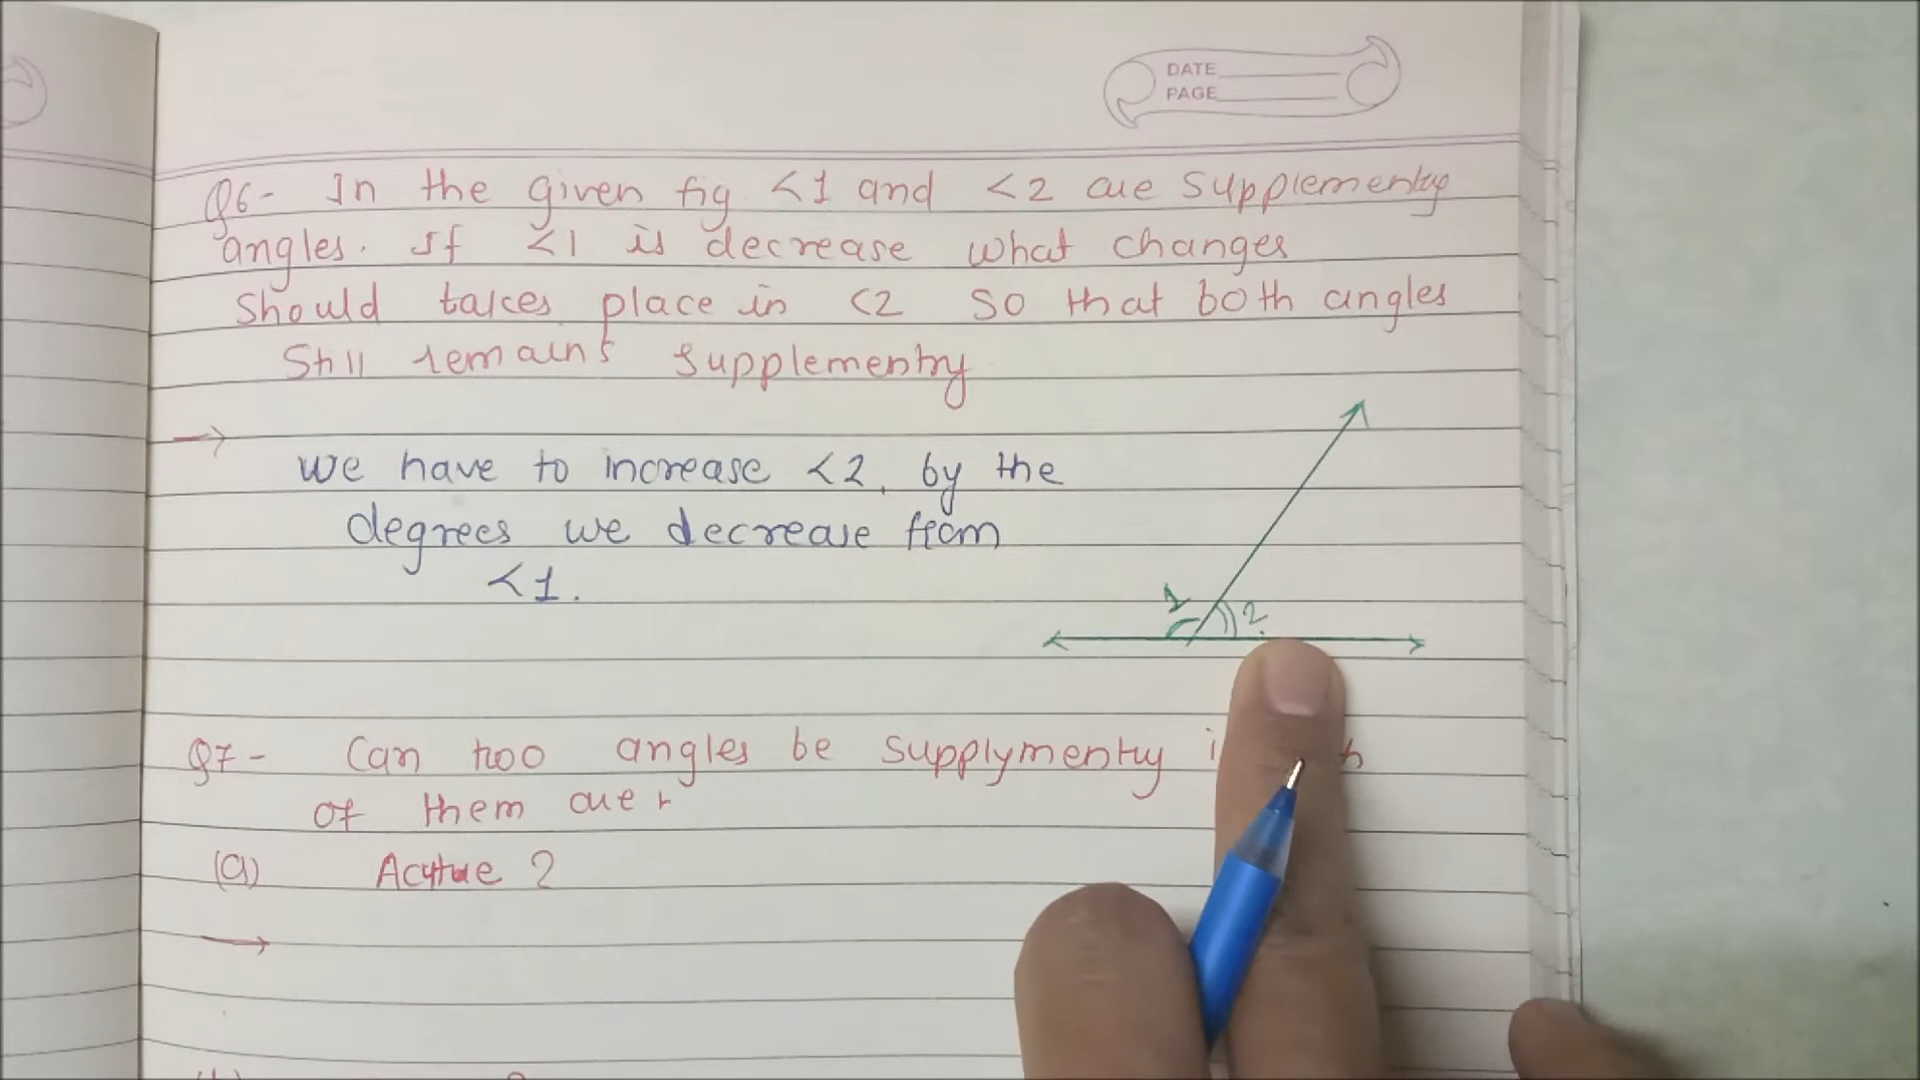 DATE
PAGE
Q6- In the given fig <1 and <2 are supplementry
angles. If <1 is decrease what changes
should takes place in <2 so that both angles
Still remains supplementry
we have to increase <2, by the
degrees we decrease from
<1.
1
2
Q7- Can two angles be supplymentry
of them are
(a) Acutue ?